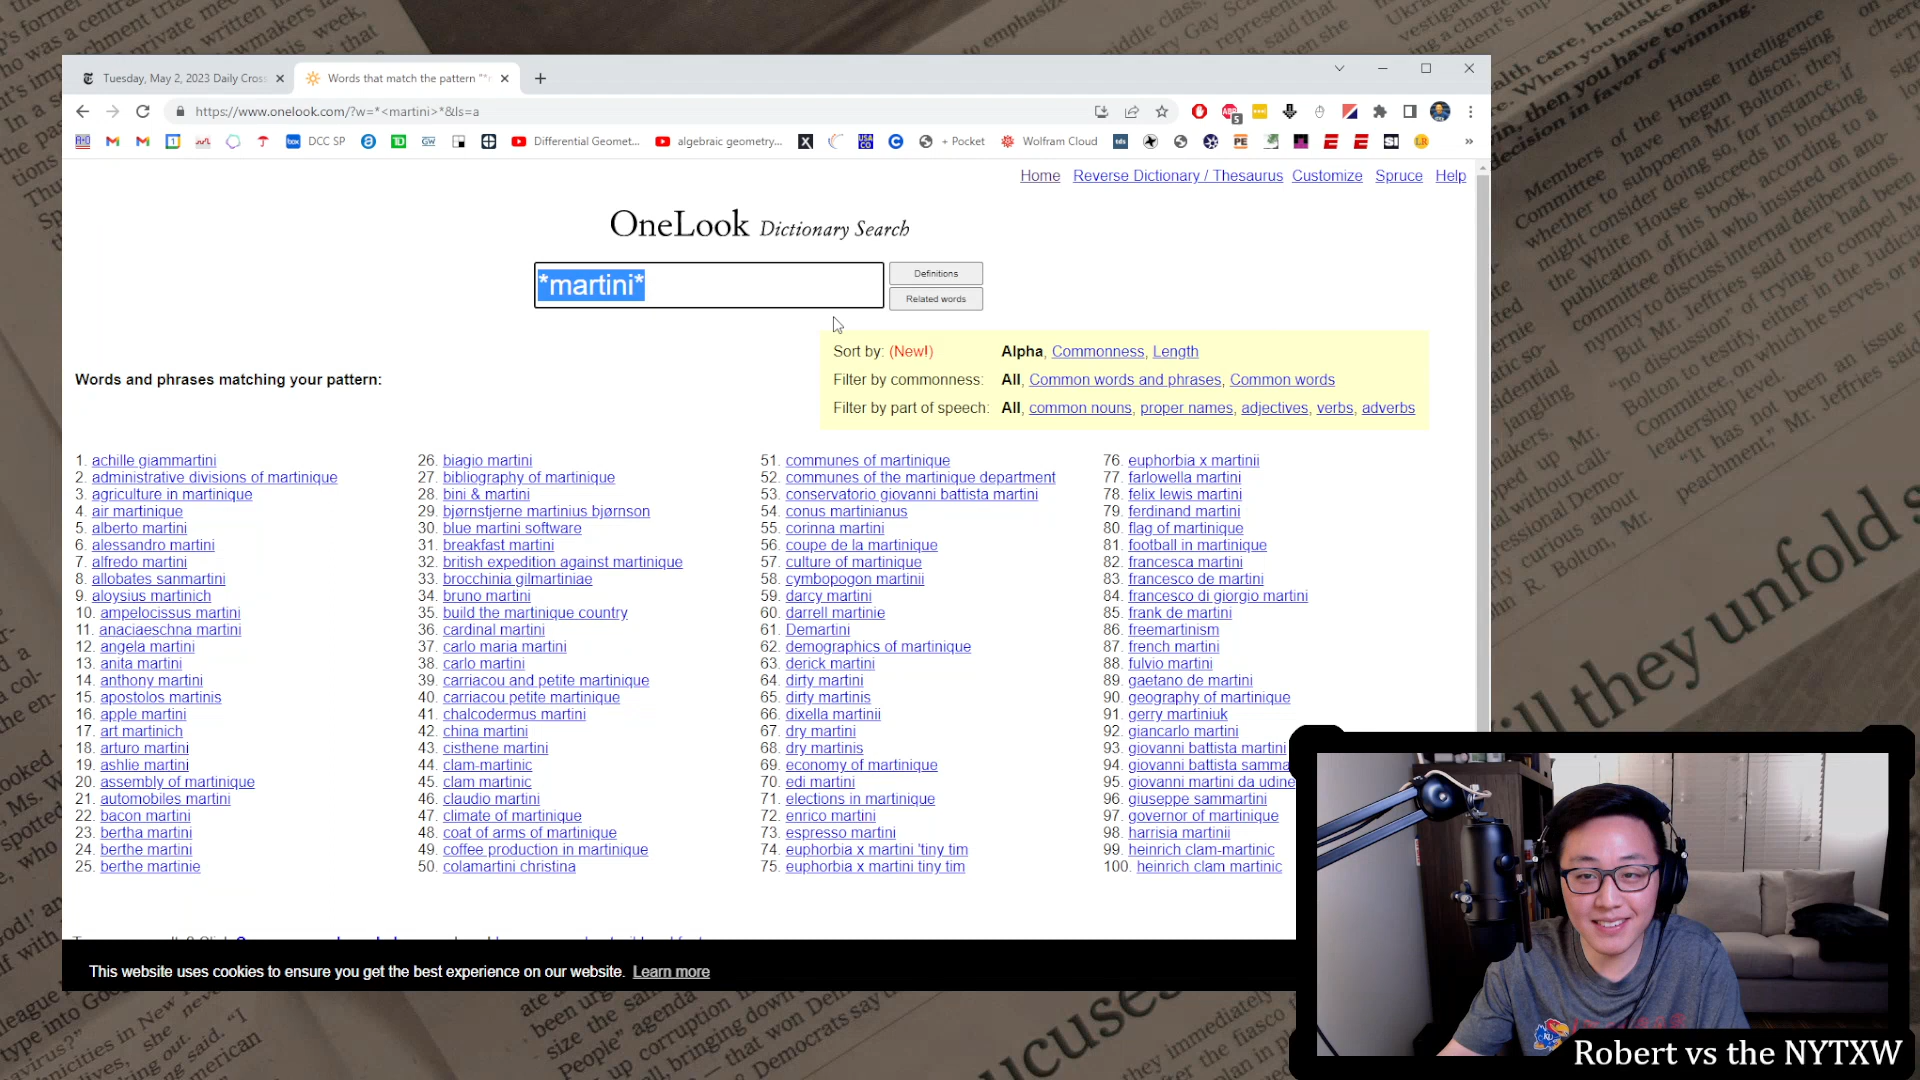 Tuesday, May 2, 2023 Daily Cros
Words that match the pattern "*
https://www.onelook.com/?w=*<martini>*&ls=a
DCC SP
Differential Geomet...
algebraic geometry...
+ Pocket
Wolfram Cloud
Home Reverse Dictionary / Thesaurus Customize Spruce Help
OneLook Dictionary Search
*martini*
Definitions
Related words
Sort by: (New!) Alpha, Commonness, Length
Filter by commonness: All, Common words and phrases, Common words
Filter by part of speech: All, common nouns, proper names, adjectives, verbs, adverbs
Words and phrases matching your pattern:
1. achille giammartini
2. administrative divisions of martinique
3. agriculture in martinique
4. air martinique
5. alberto martini
6. alessandro martini
7. alfredo martini
8. allobates sanmartini
9. aloysius martinich
10. ampelocissus martini
11. anaciaeschna martini
12. angela martini
13. anita martini
14. anthony martini
15. apostolos martinis
16. apple martini
17. art martinich
18. arturo martini
19. ashlie martini
20. assembly of martinique
21. automobiles martini
22. bacon martini
23. bertha martini
24. berthe martini
25. berthe martinie
26. biagio martini
27. bibliography of martinique
28. bini & martini
29. bjørnstjerne martinius bjørnson
30. blue martini software
31. breakfast martini
32. british expedition against martinique
33. brocchinia gilmartiniae
34. bruno martini
35. build the martinique country
36. cardinal martini
37. carlo maria martini
38. carlo martini
39. carriacou and petite martinique
40. carriacou petite martinique
41. chalcodermus martini
42. china martini
43. cisthene martini
44. clam-martinic
45. clam martinic
46. claudio martini
47. climate of martinique
48. coat of arms of martinique
49. coffee production in martinique
50. colamartini christina
51. communes of martinique
52. communes of the martinique department
53. conservatorio giovanni battista martini
54. conus martinianus
55. corinna martini
56. coupe de la martinique
57. culture of martinique
58. cymbopogon martinii
59. darcy martini
60. darrell martinie
61. Demartini
62. demographics of martinique
63. derick martini
64. dirty martini
65. dirty martinis
66. dixella martinii
67. dry martini
68. dry martinis
69. economy of martinique
70. edi martini
71. elections in martinique
72. enrico martini
73. espresso martini
74. euphorbia x martini 'tiny tim
75. euphorbia x martini tiny tim
76. euphorbia x martinii
77. farlowella martini
78. felix lewis martini
79. ferdinand martini
80. flag of martinique
81. football in martinique
82. francesca martini
83. francesco de martini
84. francesco di giorgio martini
85. frank de martini
86. freemartinism
87. french martini
88. fulvio martini
89. gaetano de martini
90. geography of martinique
91. gerry martiniuk
92. giancarlo martini
93. giovanni battista martini
94. giovanni battista samma
95. giovanni martini da udine
96. giuseppe sammartini
97. governor of martinique
98. harrisia martinii
99. heinrich clam-martinic
100. heinrich clam martinic
This website uses cookies to ensure you get the best experience on our website. Learn more
Robert vs the NYTXW